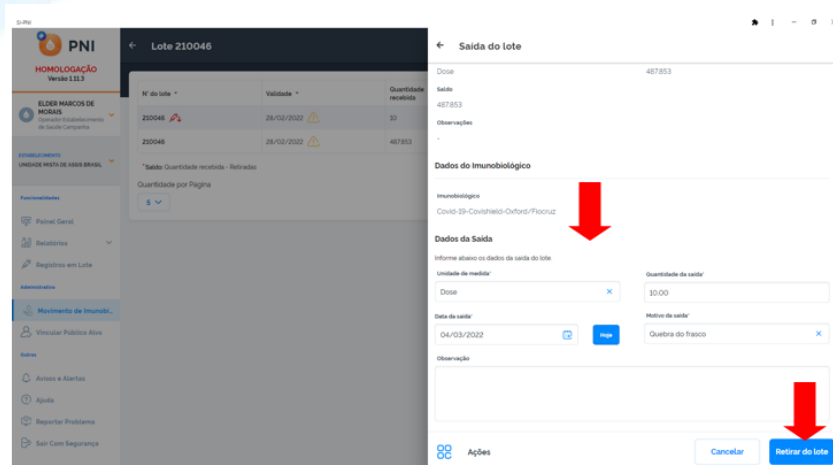 SI-PNI
PNI
HOMOLOGAÇÃO
Versão 1.11.3
ELDER MARCOS DE
MORAIS
Operador Estabelecimento
de Saúde Campanha
ESTABELECIMENTO
UNIDADE MISTA DE ASSIS BRASIL
Funcionalidades
Painel Geral
Relatórios
Registros em Lote
Administrativo
Movimento de Imunobi...
Vincular Público Alvo
Outros
Avisos e Alertas
Ajuda
Reportar Problema
Sair Com Segurança
Lote 210046
N° do lote
Validade
Quantidade
recebida
210046
28/02/2022
10
210046
28/02/2022
487.853
*Saldo: Quantidade recebida - Retiradas
Quantidade por Página
5
Saída do lote
Dose
487.853
Saldo
487.853
Observações
-
Dados do Imunobiológico
Imunobiológico
Covid-19-Covishield-Oxford/Fiocruz
Dados da Saída
Informe abaixo os dados da saída do lote.
Unidade de medida*
Quantidade da saída*
Dose
10.00
Data da saída*
Motivo da saída*
04/03/2022
Hoje
Quebra do frasco
Observação
Ações
Cancelar
Retirar do lote